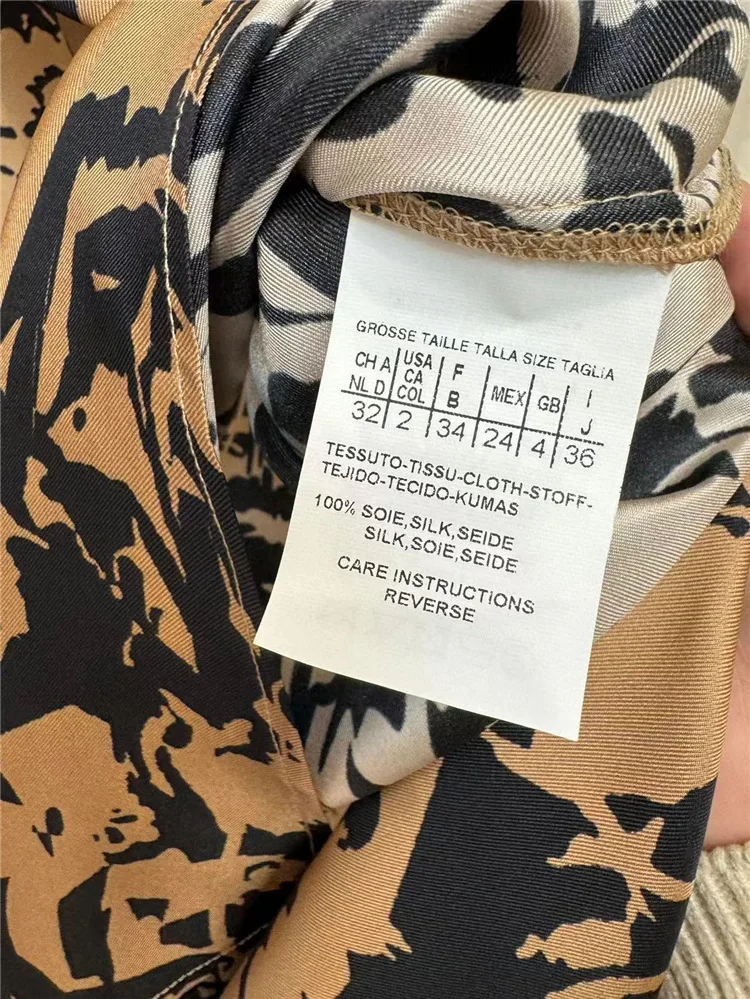 GROSSE TAILLE TALLA SIZE TAGLIA
CH A USA F MEX GB I
NL D CA B J
COL
32 2 34 24 4 36
TESSUTO-TISSU-CLOTH-STOFF-
TEJIDO-TECIDO-KUMAS
100% SOIE,SILK,SEIDE
SILK,SOIE,SEIDE
CARE INSTRUCTIONS
REVERSE